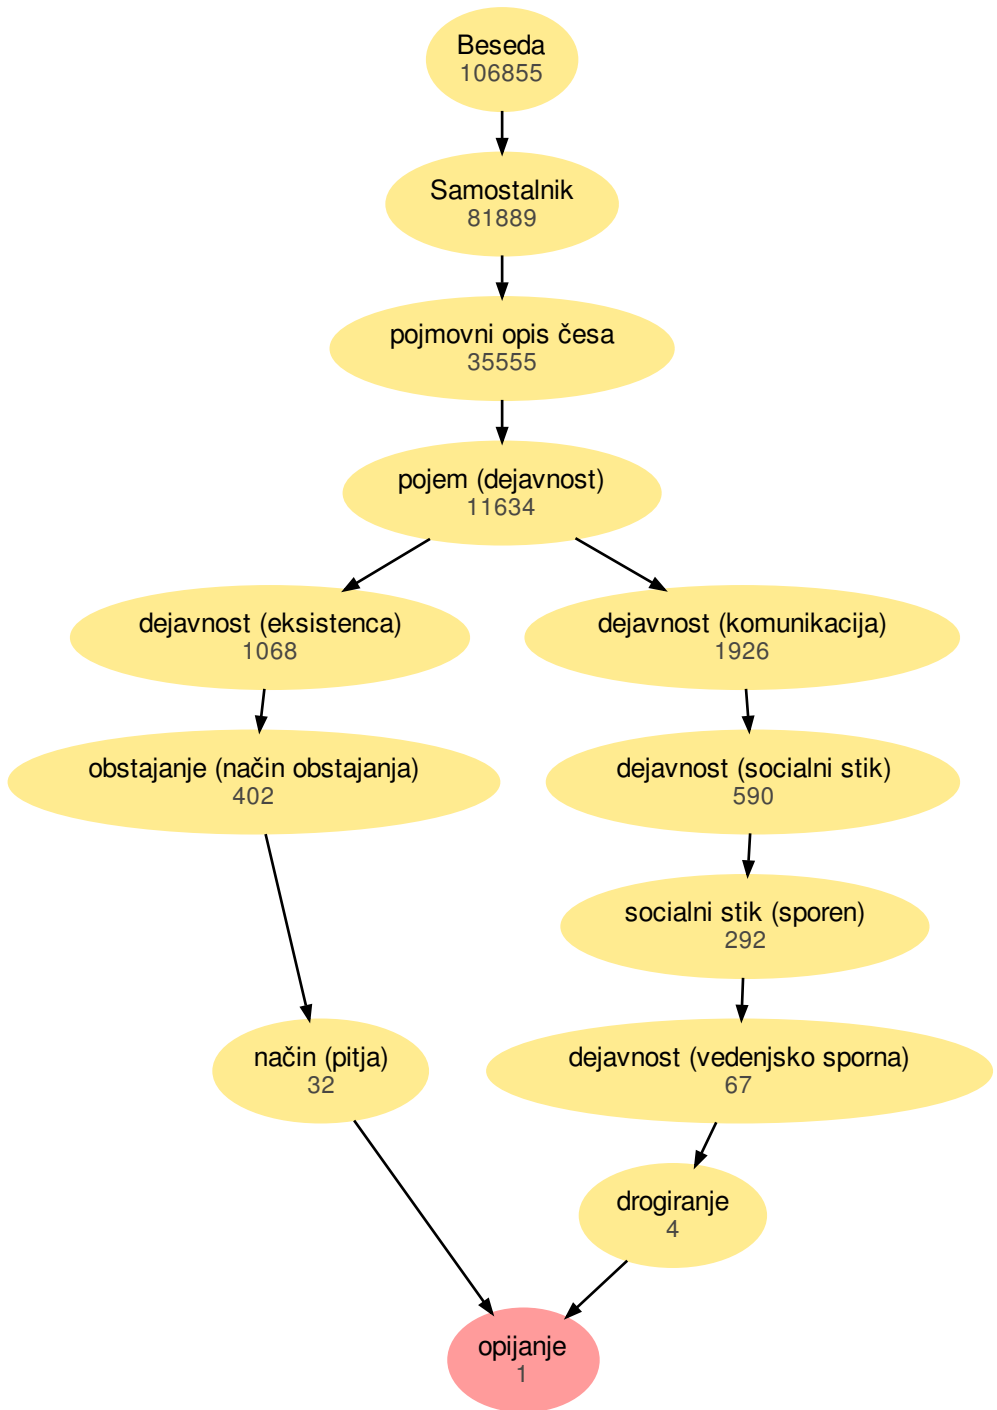 Beseda
106855
Samostalnik
81889
pojmovni opis česa
35555
pojem (dejavnost)
11634
dejavnost (eksistenca)
1068
dejavnost (komunikacija)
1926
obstajanje (način obstajanja)
402
dejavnost (socialni stik)
590
socialni stik (sporen)
292
način (pitja)
32
dejavnost (vedenjsko sporna)
67
drogiranje
4
opijanje
1